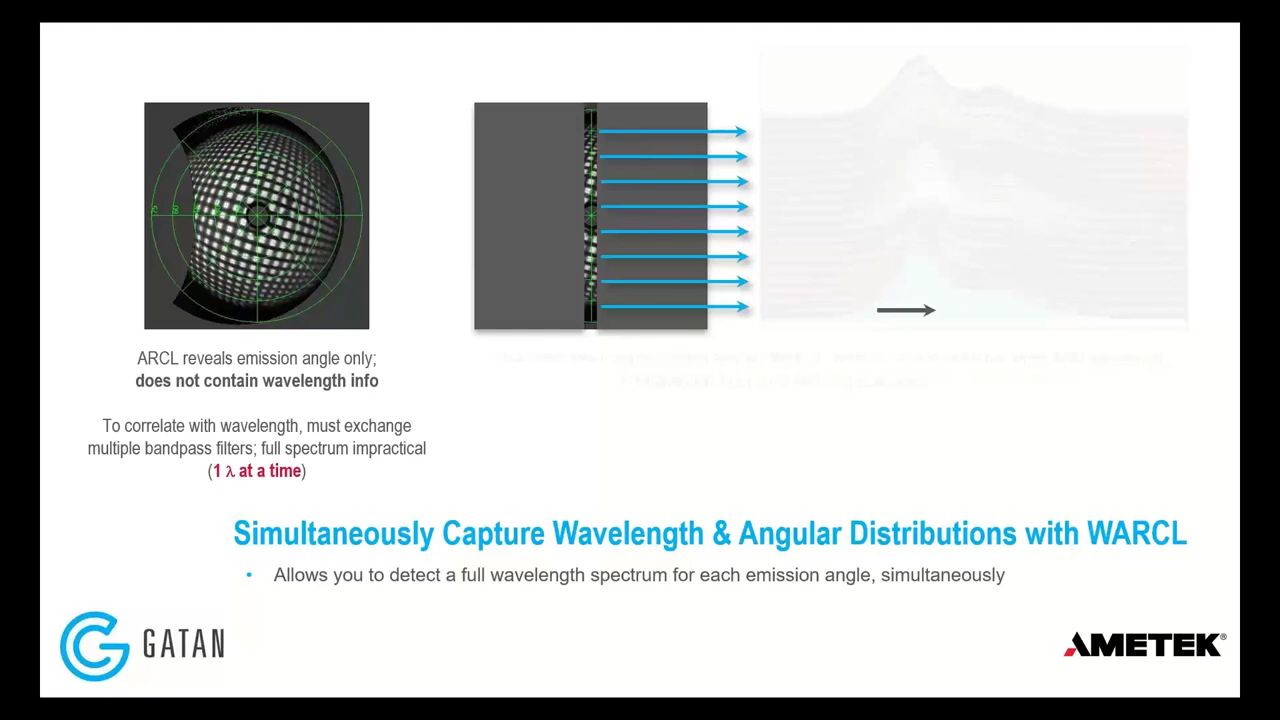 ARCL reveals emission angle only;
does not contain wavelength info
To correlate with wavelength, must exchange
multiple bandpass filters; full spectrum impractical
(1 λ at a time)
Simultaneously Capture Wavelength & Angular Distributions with WARCL
• Allows you to detect a full wavelength spectrum for each emission angle, simultaneously
GATAN
AMETEK®